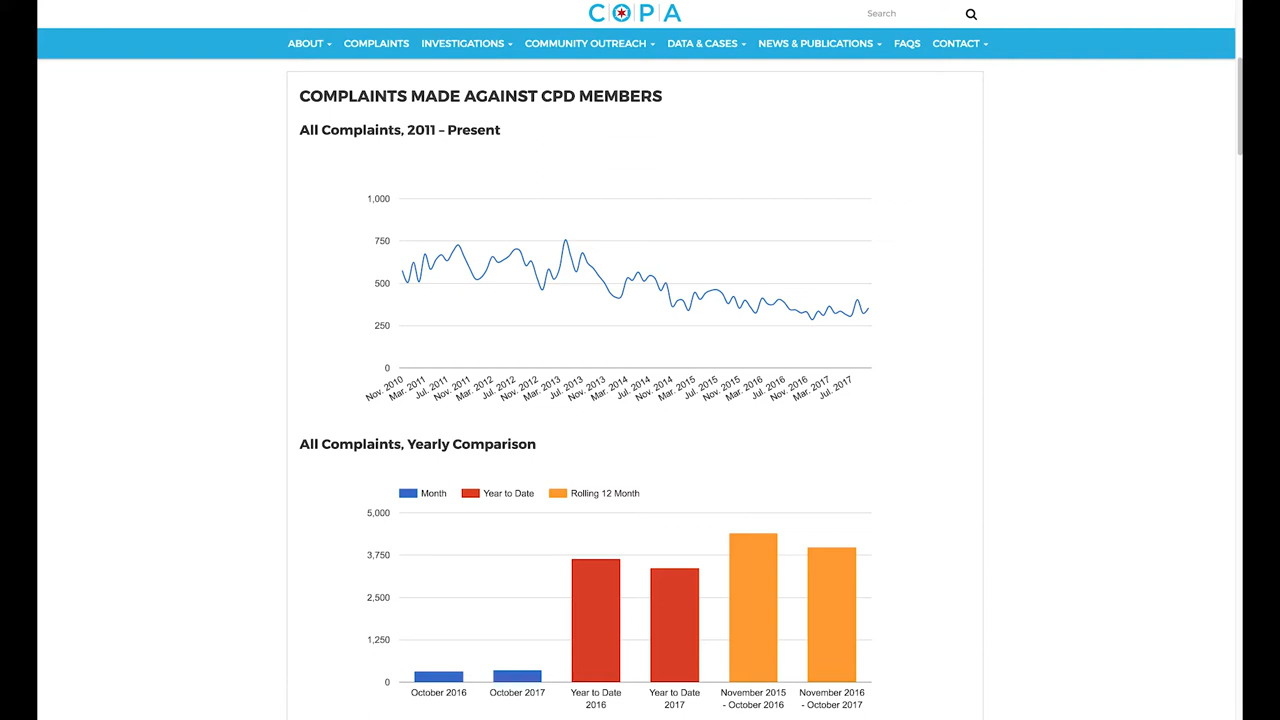 COPA
Search
ABOUT COMPLAINTS INVESTIGATIONS COMMUNITY OUTREACH DATA & CASES NEWS & PUBLICATIONS FAQS CONTACT
COMPLAINTS MADE AGAINST CPD MEMBERS
All Complaints, 2011 – Present
1,000
750
500
250
0
Nov. 2010 Mar. 2011 Jul. 2011 Nov. 2011 Mar. 2012 Jul. 2012 Nov. 2012 Mar. 2013 Jul. 2013 Nov. 2013 Mar. 2014 Jul. 2014 Nov. 2014 Mar. 2015 Jul. 2015 Nov. 2015 Mar. 2016 Jul. 2016 Nov. 2016 Mar. 2017 Jul. 2017
All Complaints, Yearly Comparison
Month Year to Date Rolling 12 Month
5,000
3,750
2,500
1,250
0
October 2016 October 2017 Year to Date Year to Date November 2015 November 2016
2016 2017 - October 2016 - October 2017